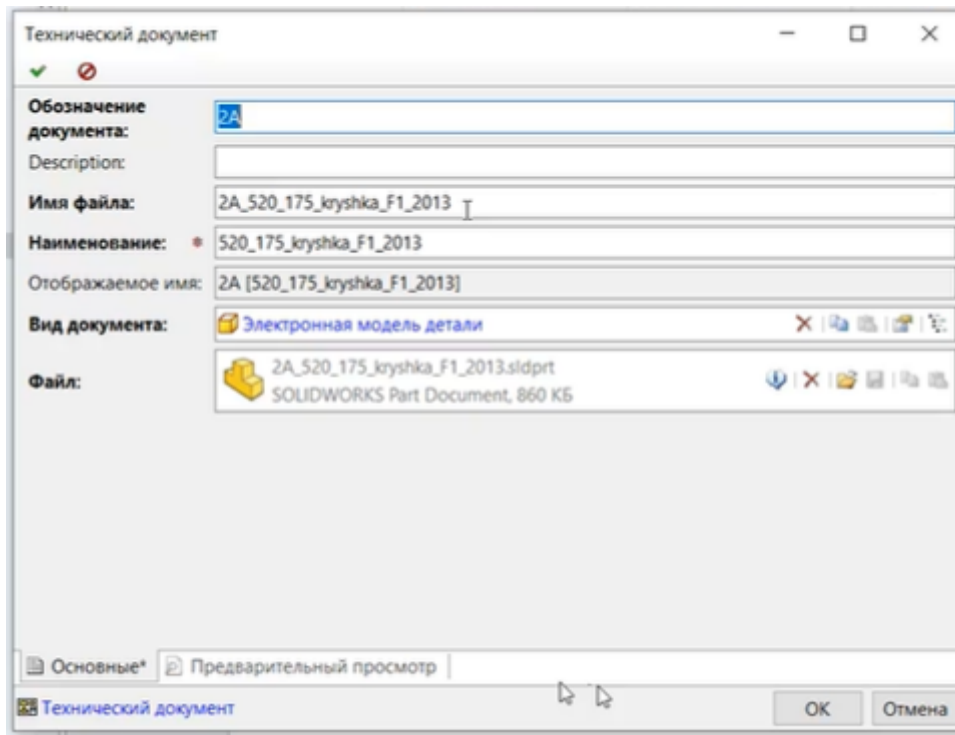 Технический документ
Обозначение
документа:
2A
Description:
Имя файла:
2A_520_175_kryshka_F1_2013
Наименование:
*
520_175_kryshka_F1_2013
Отображаемое имя:
2A [520_175_kryshka_F1_2013]
Вид документа:
Электронная модель детали
Файл:
2A_520_175_kryshka_F1_2013.sldprt
SOLIDWORKS Part Document, 860 КБ
Основные*
Предварительный просмотр
Технический документ
ОК
Отмена